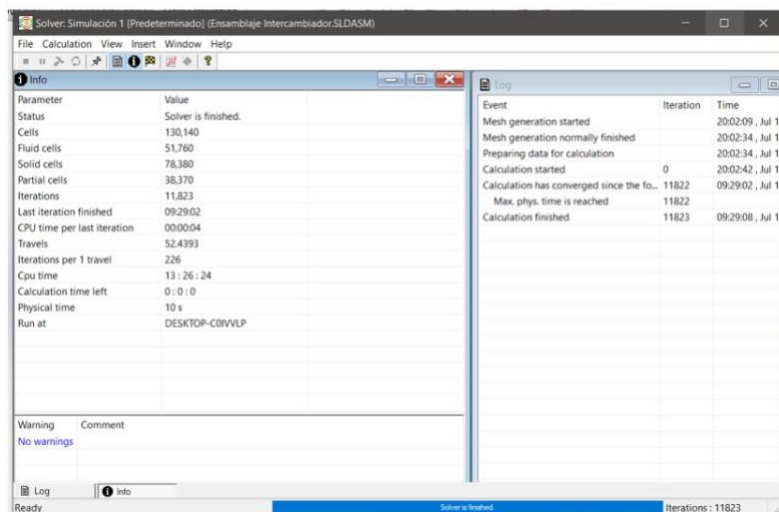 Solver: Simulación 1 [Predeterminado] (Ensamblaje Intercambiador.SLDASM)
File Calculation View Insert Window Help
Info
Parameter Value
Status Solver is finished.
Cells 130,140
Fluid cells 51,760
Solid cells 78,380
Partial cells 38,370
Iterations 11,823
Last iteration finished 09:29:02
CPU time per last iteration 00:00:04
Travels 52.4393
Iterations per 1 travel 226
Cpu time 13 : 26 : 24
Calculation time left 0 : 0 : 0
Physical time 10 s
Run at DESKTOP-C0IVVLP
Warning Comment
No warnings
Log
Event Iteration Time
Mesh generation started 20:02:09 , Jul 1
Mesh generation normally finished 20:02:34 , Jul 1
Preparing data for calculation 20:02:34 , Jul 1
Calculation started 0 20:02:42 , Jul 1
Calculation has converged since the fo... 11822 09:29:02 , Jul 1
Max. phys. time is reached 11822
Calculation finished 11823 09:29:08 , Jul 1
Log Info
Ready Solver is finished. Iterations : 11823